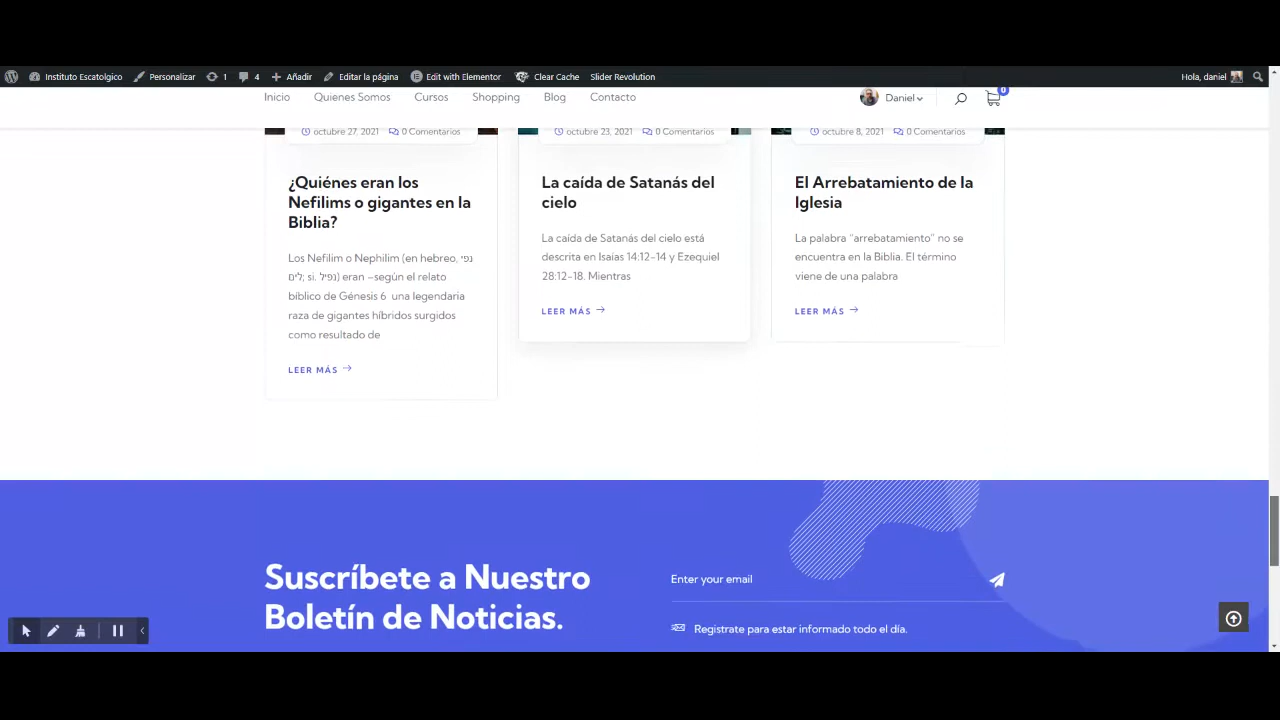 Instituto Escatolgico Personalizar 1 4 Añadir Editar la página Edit with Elementor Clear Cache Slider Revolution Hola, daniel
Inicio Quienes Somos Cursos Shopping Blog Contacto Daniel 0
octubre 27, 2021 0 Comentarios
¿Quiénes eran los
Nefilims o gigantes en la
Biblia?
Los Nefilim o Nephilim (en hebreo, נפי
לים; si. נפיל) eran –según el relato
bíblico de Génesis 6 una legendaria
raza de gigantes híbridos surgidos
como resultado de
LEER MÁS
octubre 23, 2021 0 Comentarios
La caída de Satanás del
cielo
La caída de Satanás del cielo está
descrita en Isaías 14:12-14 y Ezequiel
28:12-18. Mientras
LEER MÁS
octubre 8, 2021 0 Comentarios
El Arrebatamiento de la
Iglesia
La palabra “arrebatamiento” no se
encuentra en la Biblia. El término
viene de una palabra
LEER MÁS
Suscríbete a Nuestro
Boletín de Noticias.
Enter your email
Registrate para estar informado todo el día.